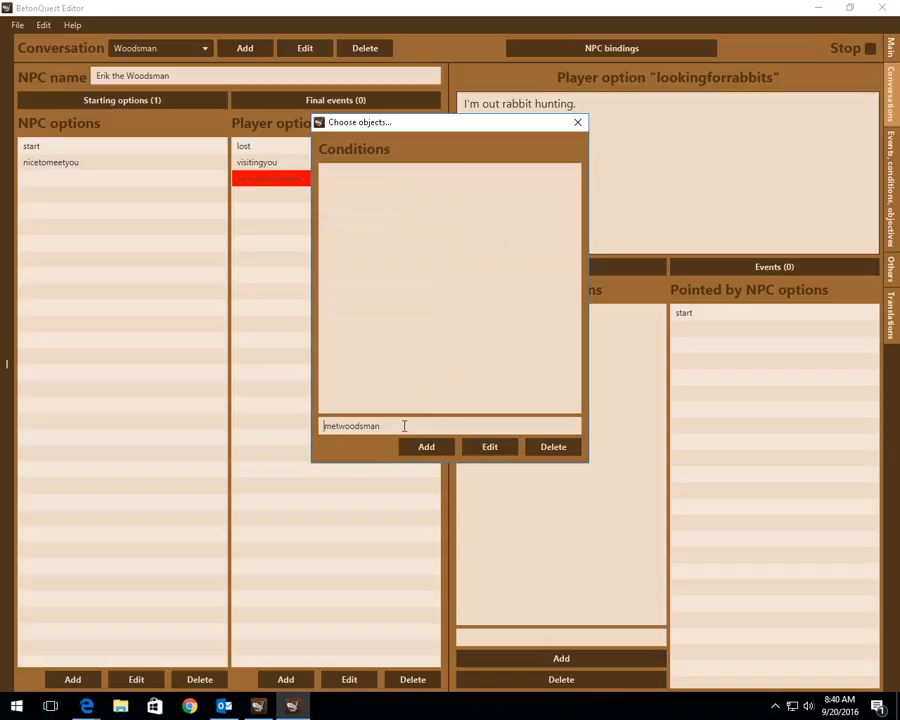 BetonQuest Editor
File Edit Help
Conversation Woodsman Add Edit Delete NPC bindings Stop
NPC name Erik the Woodsman
Player option "lookingforrabbits"
Starting options (1) Final events (0)
I'm out rabbit hunting.
NPC options
Player optio
Choose objects...
start
nicetomeetyou
lost
visitingyou
Conditions
metwoodsman
Add Edit Delete
Events (0)
ns
Pointed by NPC options
start
Add
Delete
Add Edit Delete Add Edit Delete
Main
Conversations
Events, conditions, objectives
Others
Translations
8:40 AM
9/20/2016